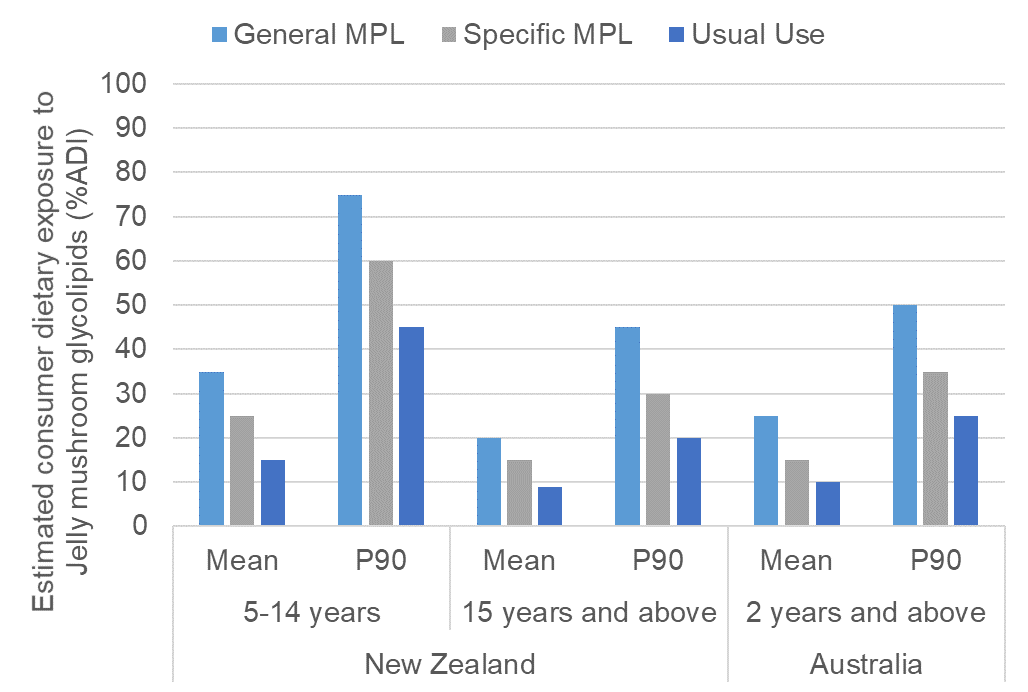 General MPL Specific MPL Usual Use
Estimated consumer dietary exposure to
Jelly mushroom glycolipids (%ADI)
100
90
80
70
60
50
40
30
20
10
0
Mean P90 Mean P90 Mean P90
5-14 years 15 years and above 2 years and above
New Zealand Australia